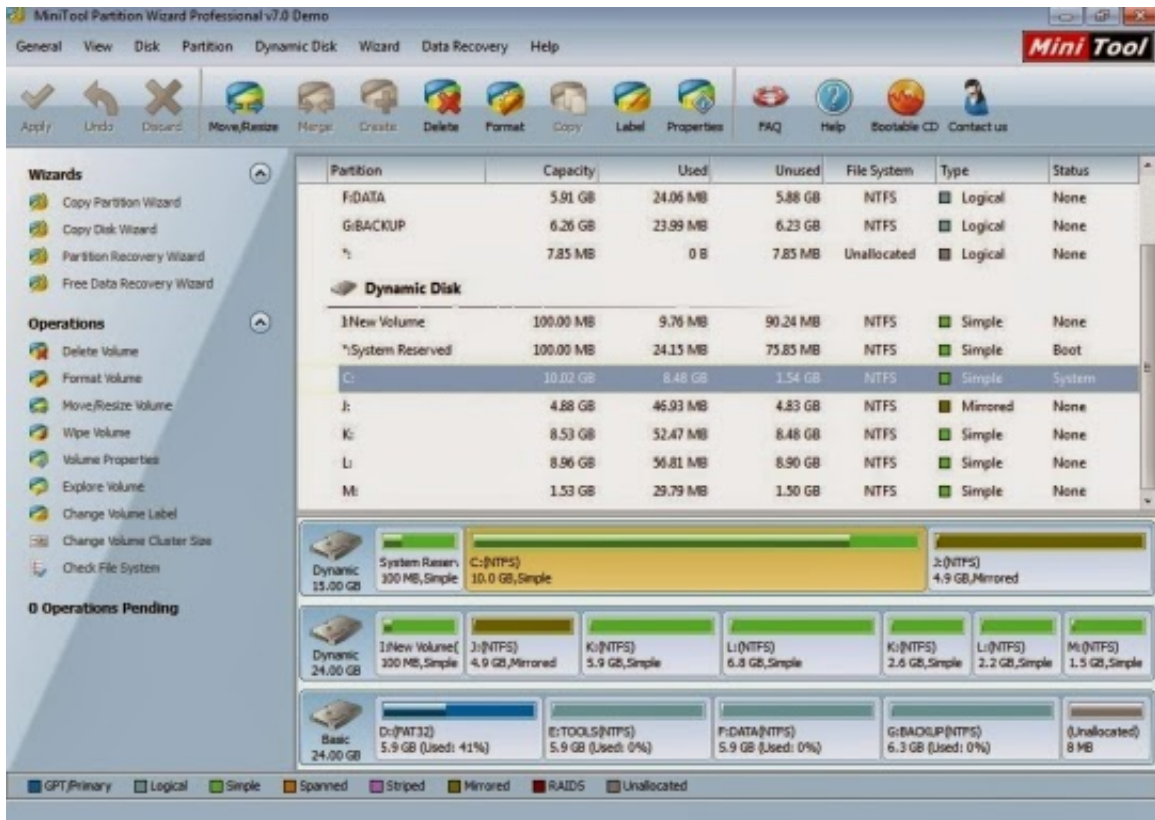 MiniTool Partition Wizard Professional v7.0 Demo
General View Disk Partition Dynamic Disk Wizard Data Recovery Help
Mini Tool
Apply Undo Discard Move/Resize Merge Create Delete Format Copy Label Properties FAQ Help Bootable CD Contact us
Wizards
Copy Partition Wizard
Copy Disk Wizard
Partition Recovery Wizard
Free Data Recovery Wizard
Operations
Delete Volume
Format Volume
Move/Resize Volume
Wipe Volume
Volume Properties
Explore Volume
Change Volume Label
Change Volume Cluster Size
Check File System
0 Operations Pending
Partition Capacity Used Unused File System Type Status
F:DATA 5.91 GB 24.06 MB 5.88 GB NTFS Logical None
G:BACKUP 6.26 GB 23.99 MB 6.23 GB NTFS Logical None
*: 7.85 MB 0 B 7.85 MB Unallocated Logical None
Dynamic Disk
I:New Volume 100.00 MB 9.76 MB 90.24 MB NTFS Simple None
*:System Reserved 100.00 MB 24.15 MB 75.85 MB NTFS Simple Boot
C: 10.02 GB 8.48 GB 1.54 GB NTFS Simple System
J: 4.88 GB 46.93 MB 4.83 GB NTFS Mirrored None
K: 8.53 GB 52.47 MB 8.48 GB NTFS Simple None
L: 8.96 GB 56.81 MB 8.90 GB NTFS Simple None
M: 1.53 GB 29.79 MB 1.50 GB NTFS Simple None
Dynamic
15.00 GB
System Reserv
100 MB,Simple
C:(NTFS)
10.0 GB,Simple
J:(NTFS)
4.9 GB,Mirrored
Dynamic
24.00 GB
I:New Volume(
100 MB,Simple
J:(NTFS)
4.9 GB,Mirrored
K:(NTFS)
5.9 GB,Simple
L:(NTFS)
6.8 GB,Simple
K:(NTFS)
2.6 GB,Simple
L:(NTFS)
2.2 GB,Simple
M:(NTFS)
1.5 GB,Simple
Basic
24.00 GB
D:(FAT32)
5.9 GB (Used: 41%)
E:TOOLS(NTFS)
5.9 GB (Used: 0%)
F:DATA(NTFS)
5.9 GB (Used: 0%)
G:BACKUP(NTFS)
6.3 GB (Used: 0%)
(Unallocated)
8 MB
GPT/Primary Logical Simple Spanned Striped Mirrored RAID5 Unallocated